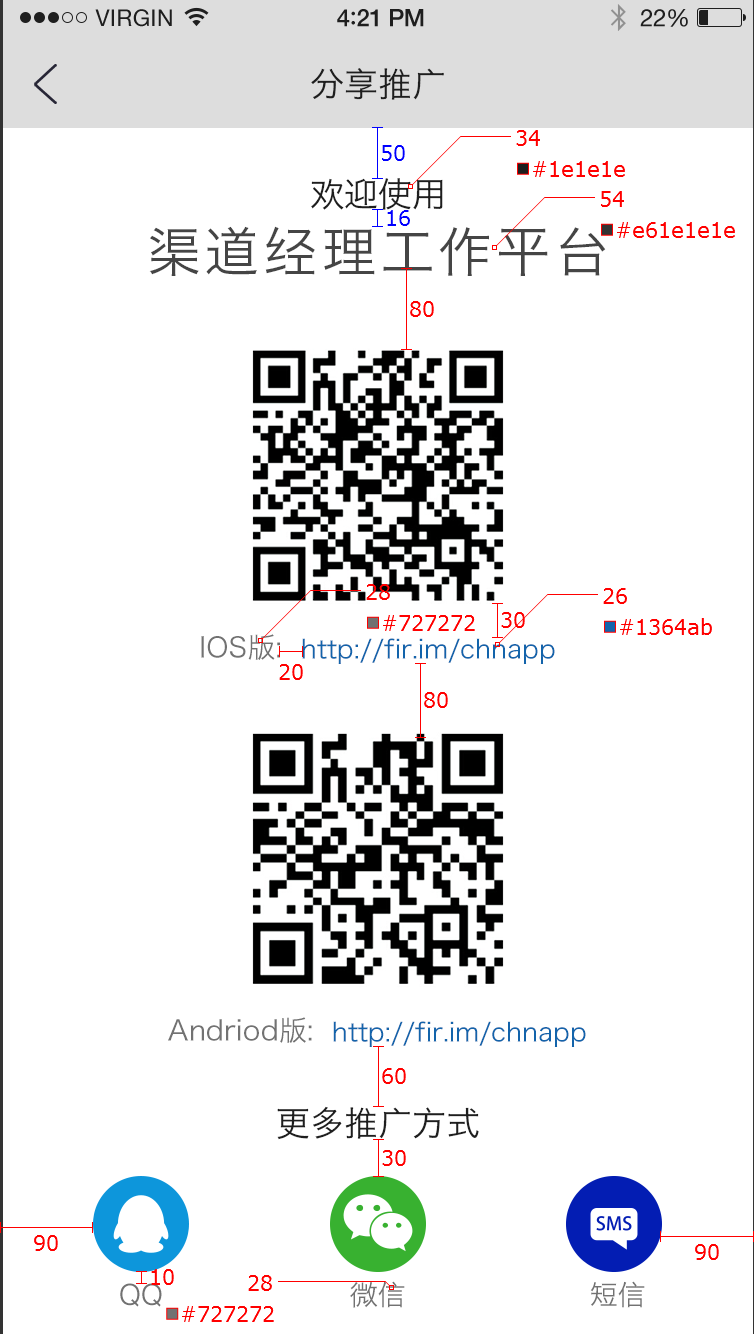 VIRGIN 4:21 PM 22%
分享推广
50
34
#1e1e1e
欢迎使用
16
54
#e61e1e1e
渠道经理工作平台
80
28
#727272
30
26
#1364ab
IOS版: http://fir.im/chnapp
20
80
Andriod版: http://fir.im/chnapp
60
更多推广方式
30
SMS
90
90
10
28
QQ 微信 短信
#727272